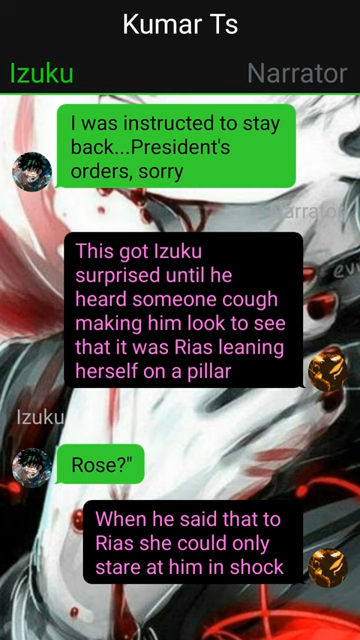 Kumar Ts
Izuku
Narrator
I was instructed to stay
back...President's
orders, sorry
Narrator
This got Izuku
surprised until he
heard someone cough
making him look to see
that it was Rias leaning
herself on a pillar
Izuku
Rose?"
When he said that to
Rias she could only
stare at him in shock